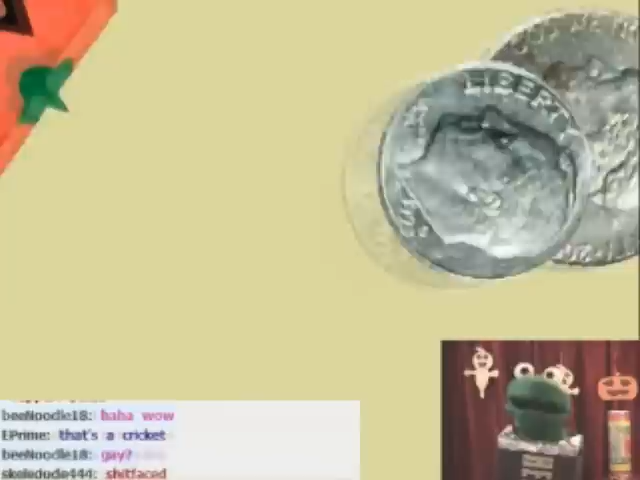 LIBERTY
beeNoodle18: haha wow
EPrime: that's a cricket
beeNoodle18: gay?
skeledude444: shitfaced